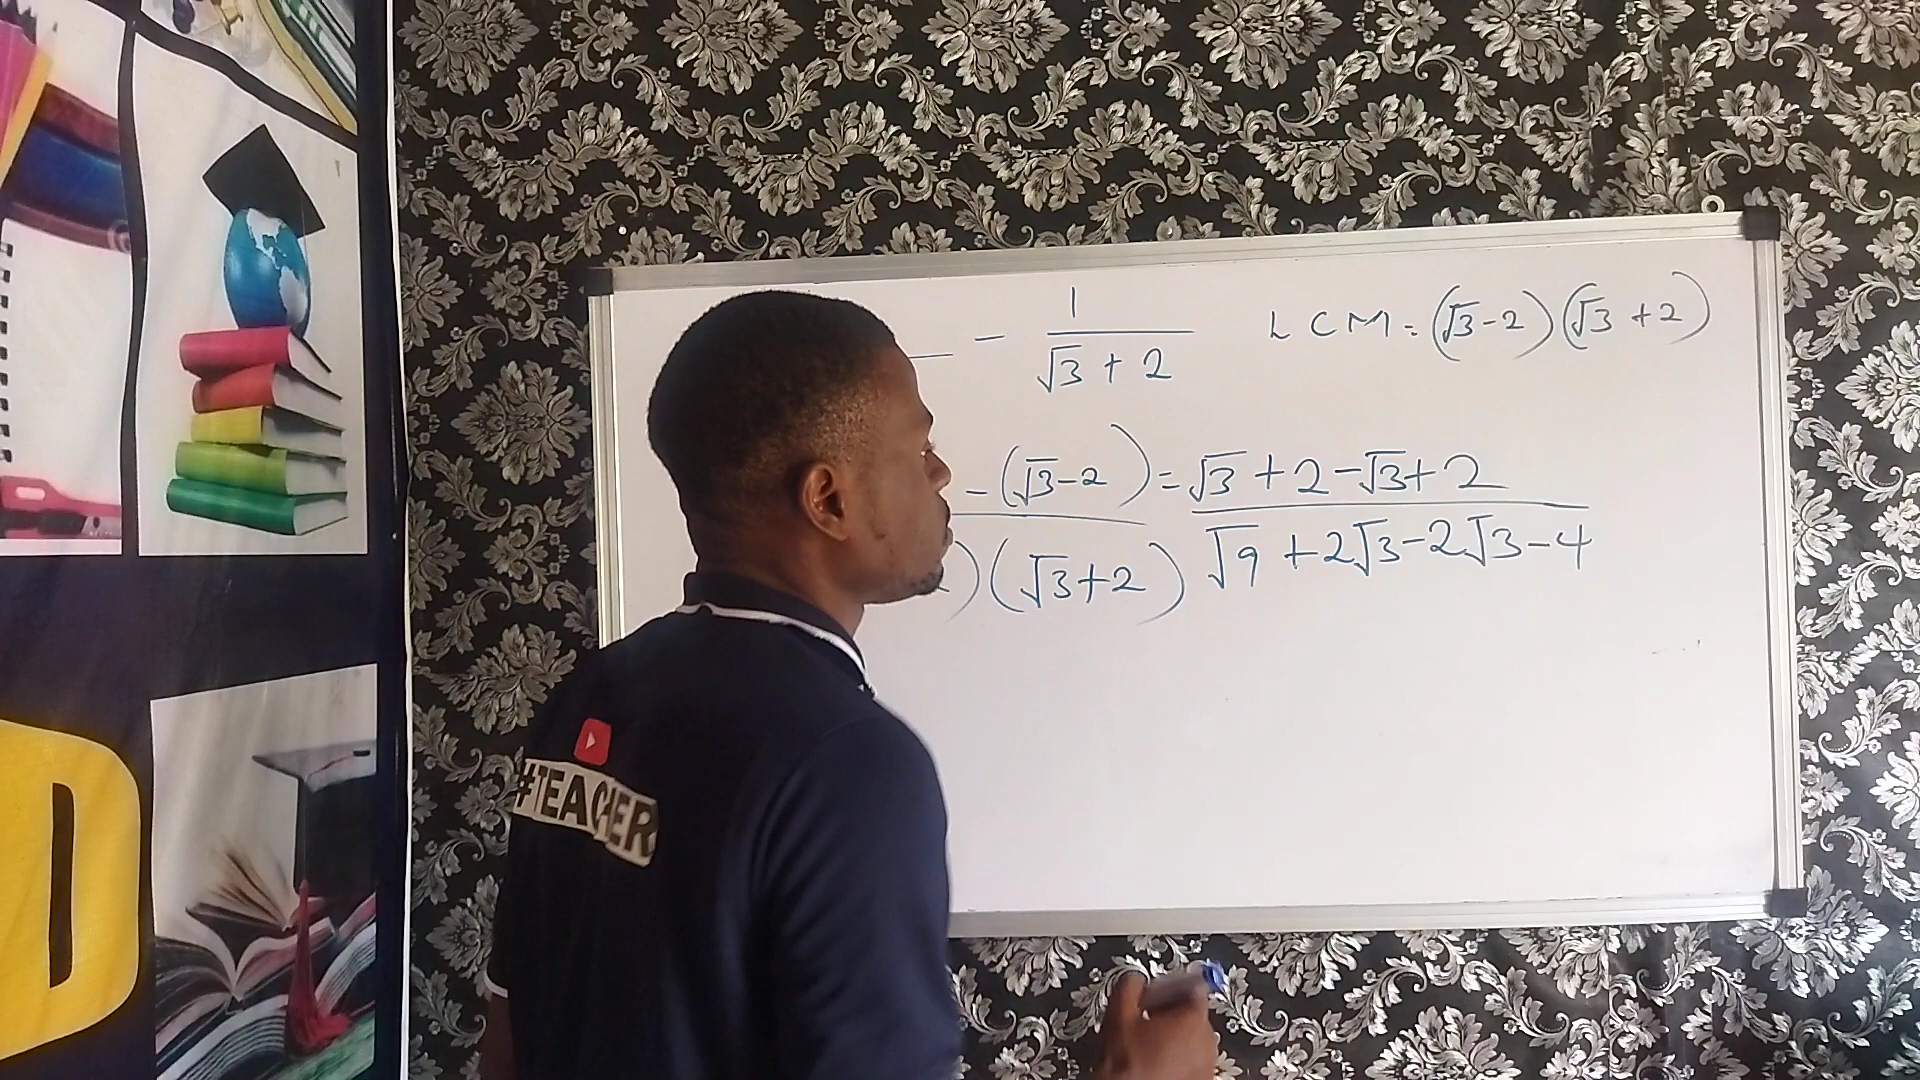 - 1/(√3 + 2) LCM = (√3-2)(√3+2)
-(√3-2) = √3+2-√3+2
)(√3+2) √9+2√3-2√3-4
#TEACHER
D